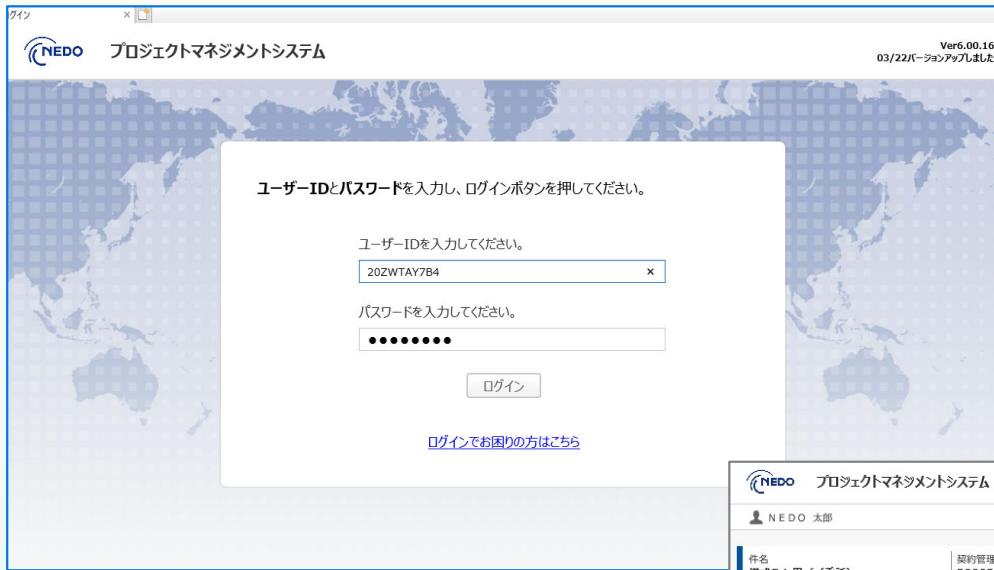 グイン
NEDO プロジェクトマネジメントシステム
Ver6.00.16
03/22バージョンアップしました
ユーザーIDとパスワードを入力し、ログインボタンを押してください。
ユーザーIDを入力してください。
20ZWTAY7B4 ×
パスワードを入力してください。
●●●●●●●●
ログイン
ログインでお困りの方はこちら
NEDO プロジェクトマネジメントシステム
NEDO 太郎
件名
契約管理